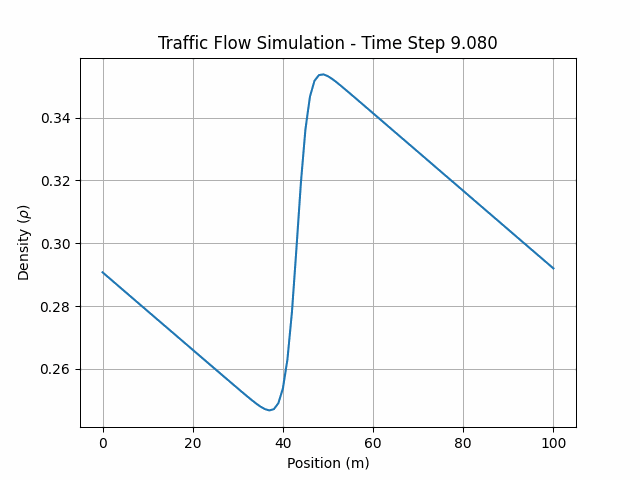 Traffic Flow Simulation - Time Step 9.080
Density (ρ)
0.34
0.32
0.30
0.28
0.26
0 20 40 60 80 100
Position (m)